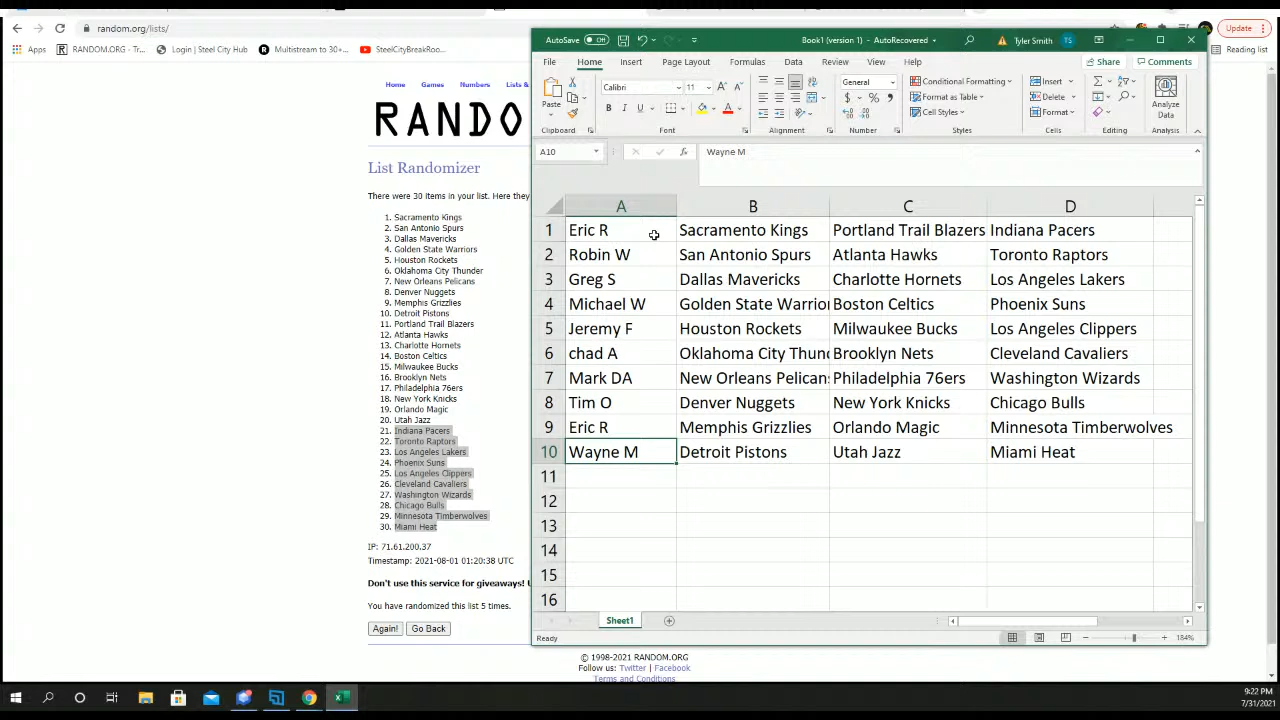 random.org/lists/
Update
Apps
RANDOM.ORG - Tr...
Login | Steel City Hub
Multistream to 30+...
SteelCityBreakRoo...
Reading list
Home
Games
Numbers
Lists &
RANDO
List Randomizer
There were 30 items in your list. Here they
1. Sacramento Kings
2. San Antonio Spurs
3. Dallas Mavericks
4. Golden State Warriors
5. Houston Rockets
6. Oklahoma City Thunder
7. New Orleans Pelicans
8. Denver Nuggets
9. Memphis Grizzlies
10. Detroit Pistons
11. Portland Trail Blazers
12. Atlanta Hawks
13. Charlotte Hornets
14. Boston Celtics
15. Milwaukee Bucks
16. Brooklyn Nets
17. Philadelphia 76ers
18. New York Knicks
19. Orlando Magic
20. Utah Jazz
21. Indiana Pacers
22. Toronto Raptors
23. Los Angeles Lakers
24. Phoenix Suns
25. Los Angeles Clippers
26. Cleveland Cavaliers
27. Washington Wizards
28. Chicago Bulls
29. Minnesota Timberwolves
30. Miami Heat
IP: 71.61.200.37
Timestamp: 2021-08-01 01:20:38 UTC
Don't use this service for giveaways!
You have randomized this list 5 times.
Again!
Go Back
© 1998-2021 RANDOM.ORG
Follow us: Twitter | Facebook
Terms and Conditions
AutoSave Off
Book1 (version 1) - AutoRecovered
Tyler Smith
TS
File Home Insert Page Layout Formulas Data Review View Help
Share
Comments
Paste
Calibri
11
B I U
General
Conditional Formatting
Format as Table
Cell Styles
Insert
Delete
Format
Analyze
Data
Clipboard
Font
Alignment
Number
Styles
Cells
Editing
Analysis
A10
fx
Wayne M
A B C D
1 Eric R Sacramento Kings Portland Trail Blazers Indiana Pacers
2 Robin W San Antonio Spurs Atlanta Hawks Toronto Raptors
3 Greg S Dallas Mavericks Charlotte Hornets Los Angeles Lakers
4 Michael W Golden State Warrior Boston Celtics Phoenix Suns
5 Jeremy F Houston Rockets Milwaukee Bucks Los Angeles Clippers
6 chad A Oklahoma City Thund Brooklyn Nets Cleveland Cavaliers
7 Mark DA New Orleans Pelicans Philadelphia 76ers Washington Wizards
8 Tim O Denver Nuggets New York Knicks Chicago Bulls
9 Eric R Memphis Grizzlies Orlando Magic Minnesota Timberwolves
10 Wayne M Detroit Pistons Utah Jazz Miami Heat
11
12
13
14
15
16
Sheet1
Ready
184%
9:22 PM
7/31/2021